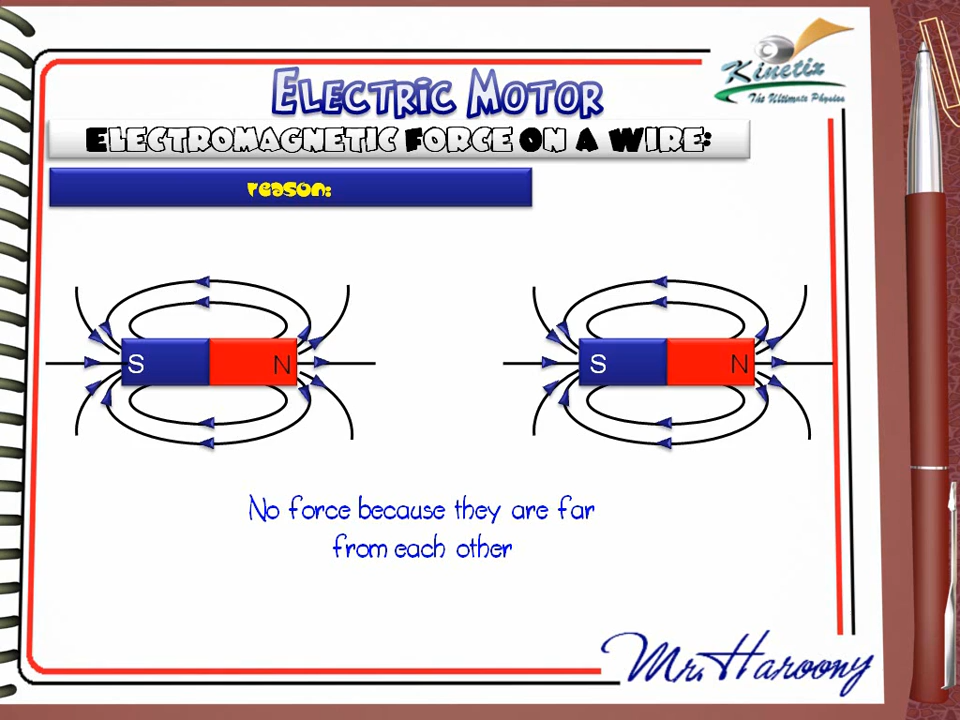 Kinetix
The Ultimate Physics
Electric Motor
Electromagnetic Force On A Wire:
reason:
S N
S N
No force because they are far
from each other
Mr. Haroony